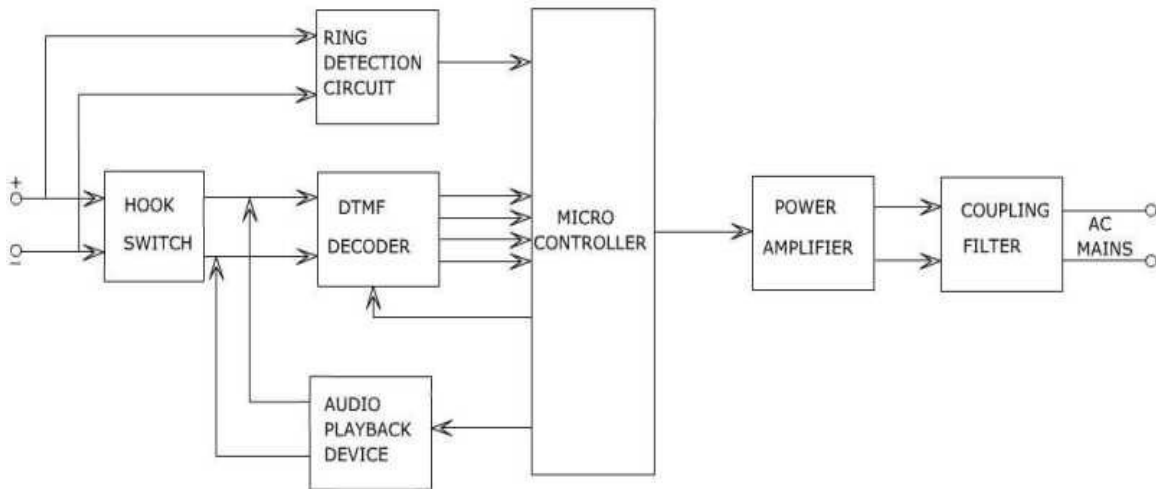 RING
DETECTION
CIRCUIT
+
-
HOOK
SWITCH
DTMF
DECODER
MICRO
CONTROLLER
POWER
AMPLIFIER
COUPLING
FILTER
AC
MAINS
AUDIO
PLAYBACK
DEVICE